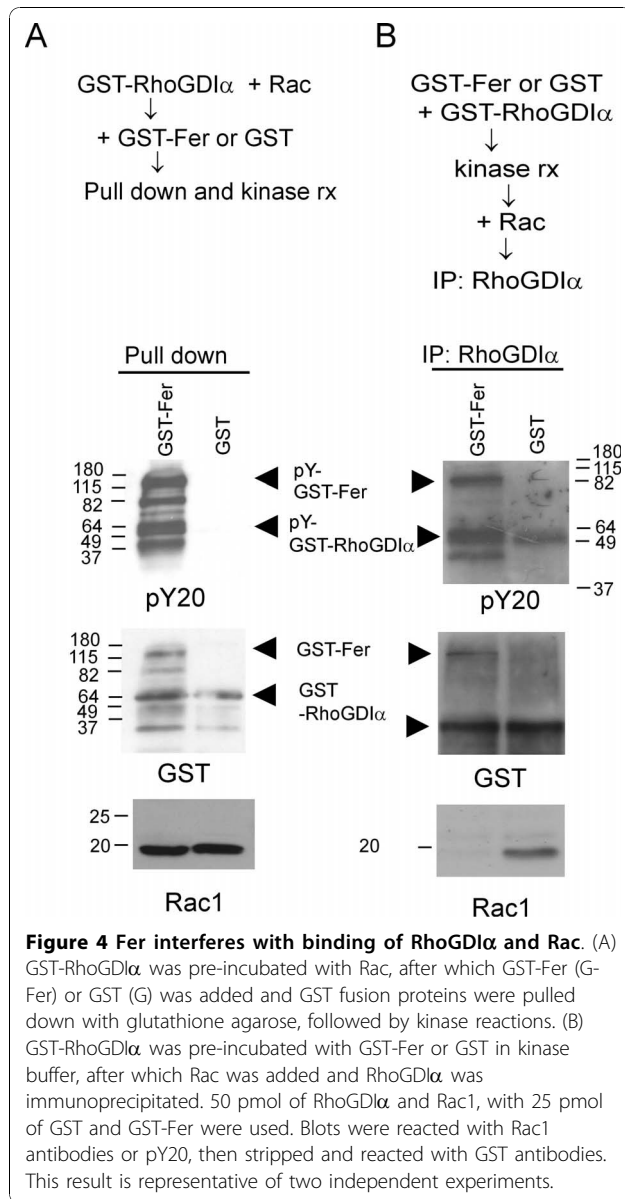 A
GST-RhoGDIα + Rac
↓
+ GST-Fer or GST
↓
Pull down and kinase rx
B
GST-Fer or GST
+ GST-RhoGDIα
↓
kinase rx
↓
+ Rac
↓
IP: RhoGDIα
Pull down
GST-Fer
GST
IP: RhoGDIα
GST-Fer
GST
180
115
82
64
49
37
pY-
GST-Fer
pY-
GST-RhoGDIα
180
115
82
64
49
37
pY20
pY20
180
115
82
64
49
37
GST-Fer
GST
-RhoGDIα
GST
GST
25
20
20
Rac1
Rac1
Figure 4 Fer interferes with binding of RhoGDIα and Rac. (A)
GST-RhoGDIα was pre-incubated with Rac, after which GST-Fer (G-
Fer) or GST (G) was added and GST fusion proteins were pulled
down with glutathione agarose, followed by kinase reactions. (B)
GST-RhoGDIα was pre-incubated with GST-Fer or GST in kinase
buffer, after which Rac was added and RhoGDIα was
immunoprecipitated. 50 pmol of RhoGDIα and Rac1, with 25 pmol
of GST and GST-Fer were used. Blots were reacted with Rac1
antibodies or pY20, then stripped and reacted with GST antibodies.
This result is representative of two independent experiments.